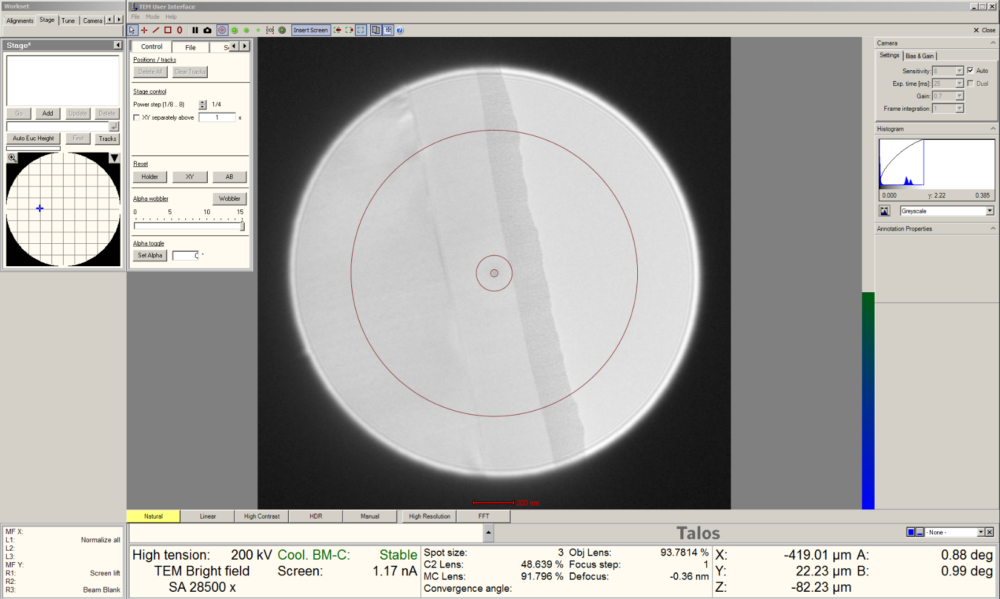 Workset
TEM User Interface
File Mode Help
Alignments Stage Tune Camera
CCD
Insert Screen
Close
Stage²
Go Add Update Delete
Auto Euc Height Find Tracks
Control File
Positions / tracks
Delete All Clear Tracks
Stage control
Power step (1/8 .. 8) 1/4
XY separately above 1 x
Reset
Holder XY AB
Alpha wobbler Wobbler
0 5 10 15
Alpha toggle
Set Alpha °
200 nm
Camera
Settings Bias & Gain
Sensitivity: 8 Auto
Exp. time [ms]: 25 Dual
Gain: 0.7
Frame integration: 1
Histogram
0.000 γ: 2.22 0.385
Greyscale
Annotation Properties
Natural Linear High Contrast HDR Manual High Resolution FFT
Talos
- None -
MF X:
L1: Normalize all
L2:
L3:
MF Y:
R1: Screen lift
R2:
R3: Beam Blank
High tension: 200 kV Cool. BM-C: Stable
TEM Bright field Screen: 1.17 nA
SA 28500 x
Spot size: 3 Obj Lens: 93.7814 %
C2 Lens: 48.639 % Focus step: 1
MC Lens: 91.796 % Defocus: -0.36 nm
Convergence angle:
X: -419.01 µm A: 0.88 deg
Y: 22.23 µm B: 0.99 deg
Z: -82.23 µm